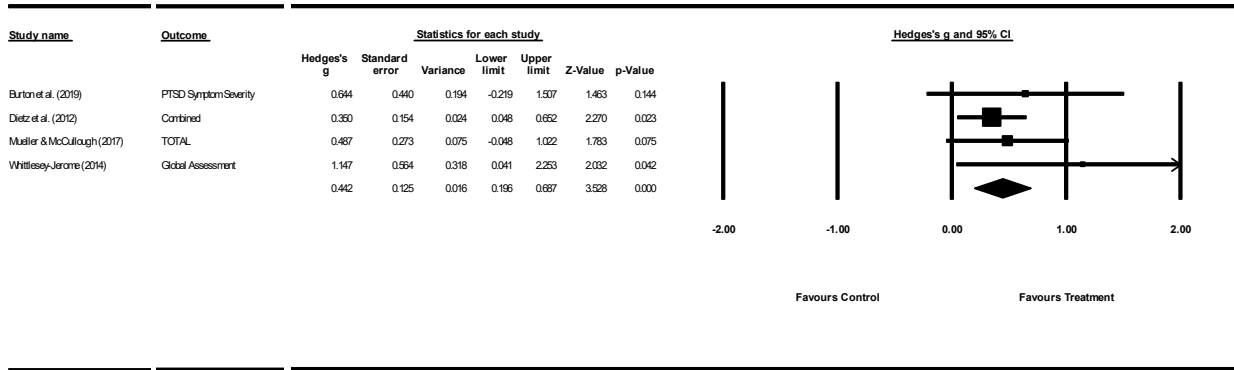 Study name Outcome Statistics for each study Hedges's g and 95% CI
Hedges's g Standard error Variance Lower limit Upper limit Z-Value p-Value
Burton et al. (2019) PTSD Symptom Severity 0.644 0.440 0.194 -0.219 1.507 1.463 0.144
Dietz et al. (2012) Combined 0.350 0.154 0.024 0.048 0.652 2.270 0.023
Mueller & McCullough (2017) TOTAL 0.487 0.273 0.075 -0.048 1.022 1.783 0.075
Whittlesey-Jerome (2014) Global Assessment 1.147 0.564 0.318 0.041 2.253 2.032 0.042
0.442 0.125 0.016 0.196 0.687 3.528 0.000
-2.00 -1.00 0.00 1.00 2.00
Favours Control Favours Treatment